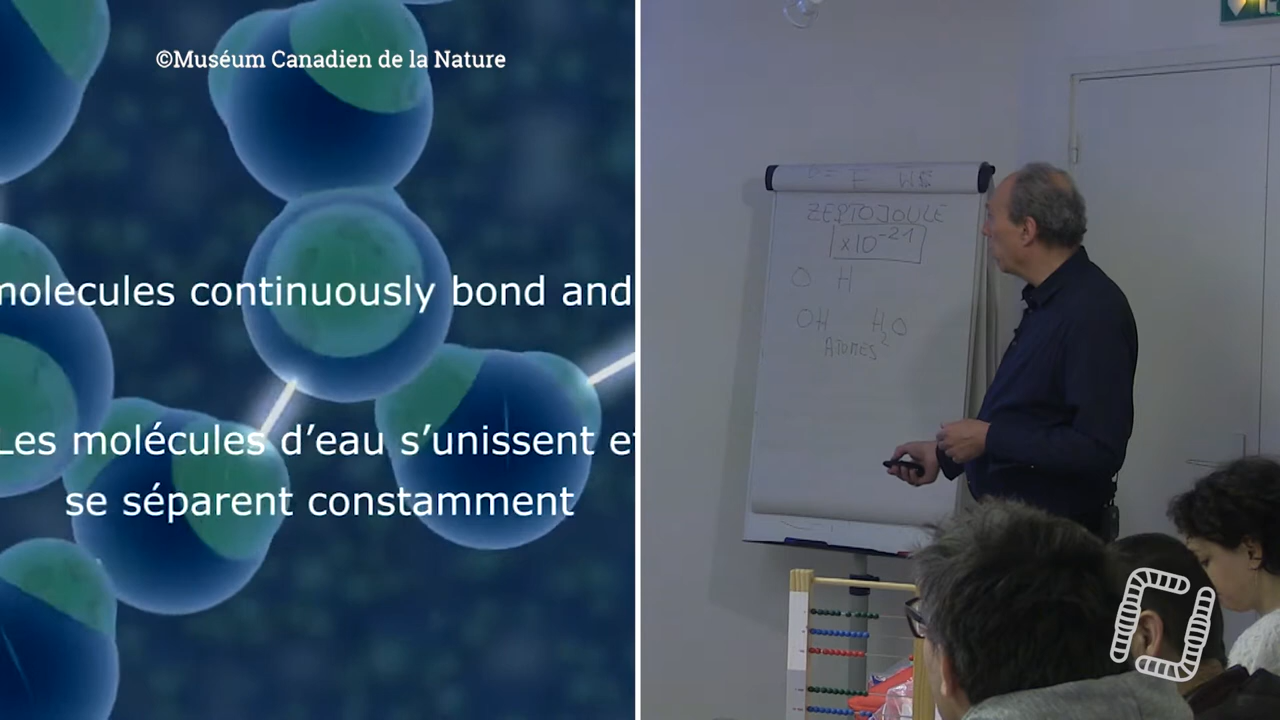 ©Muséum Canadien de la Nature
molecules continuously bond and
Les molécules d’eau s’unissent et
se séparent constamment
ZEPTOJOULE
x10⁻²¹
O H
OH H₂O
ATOMES